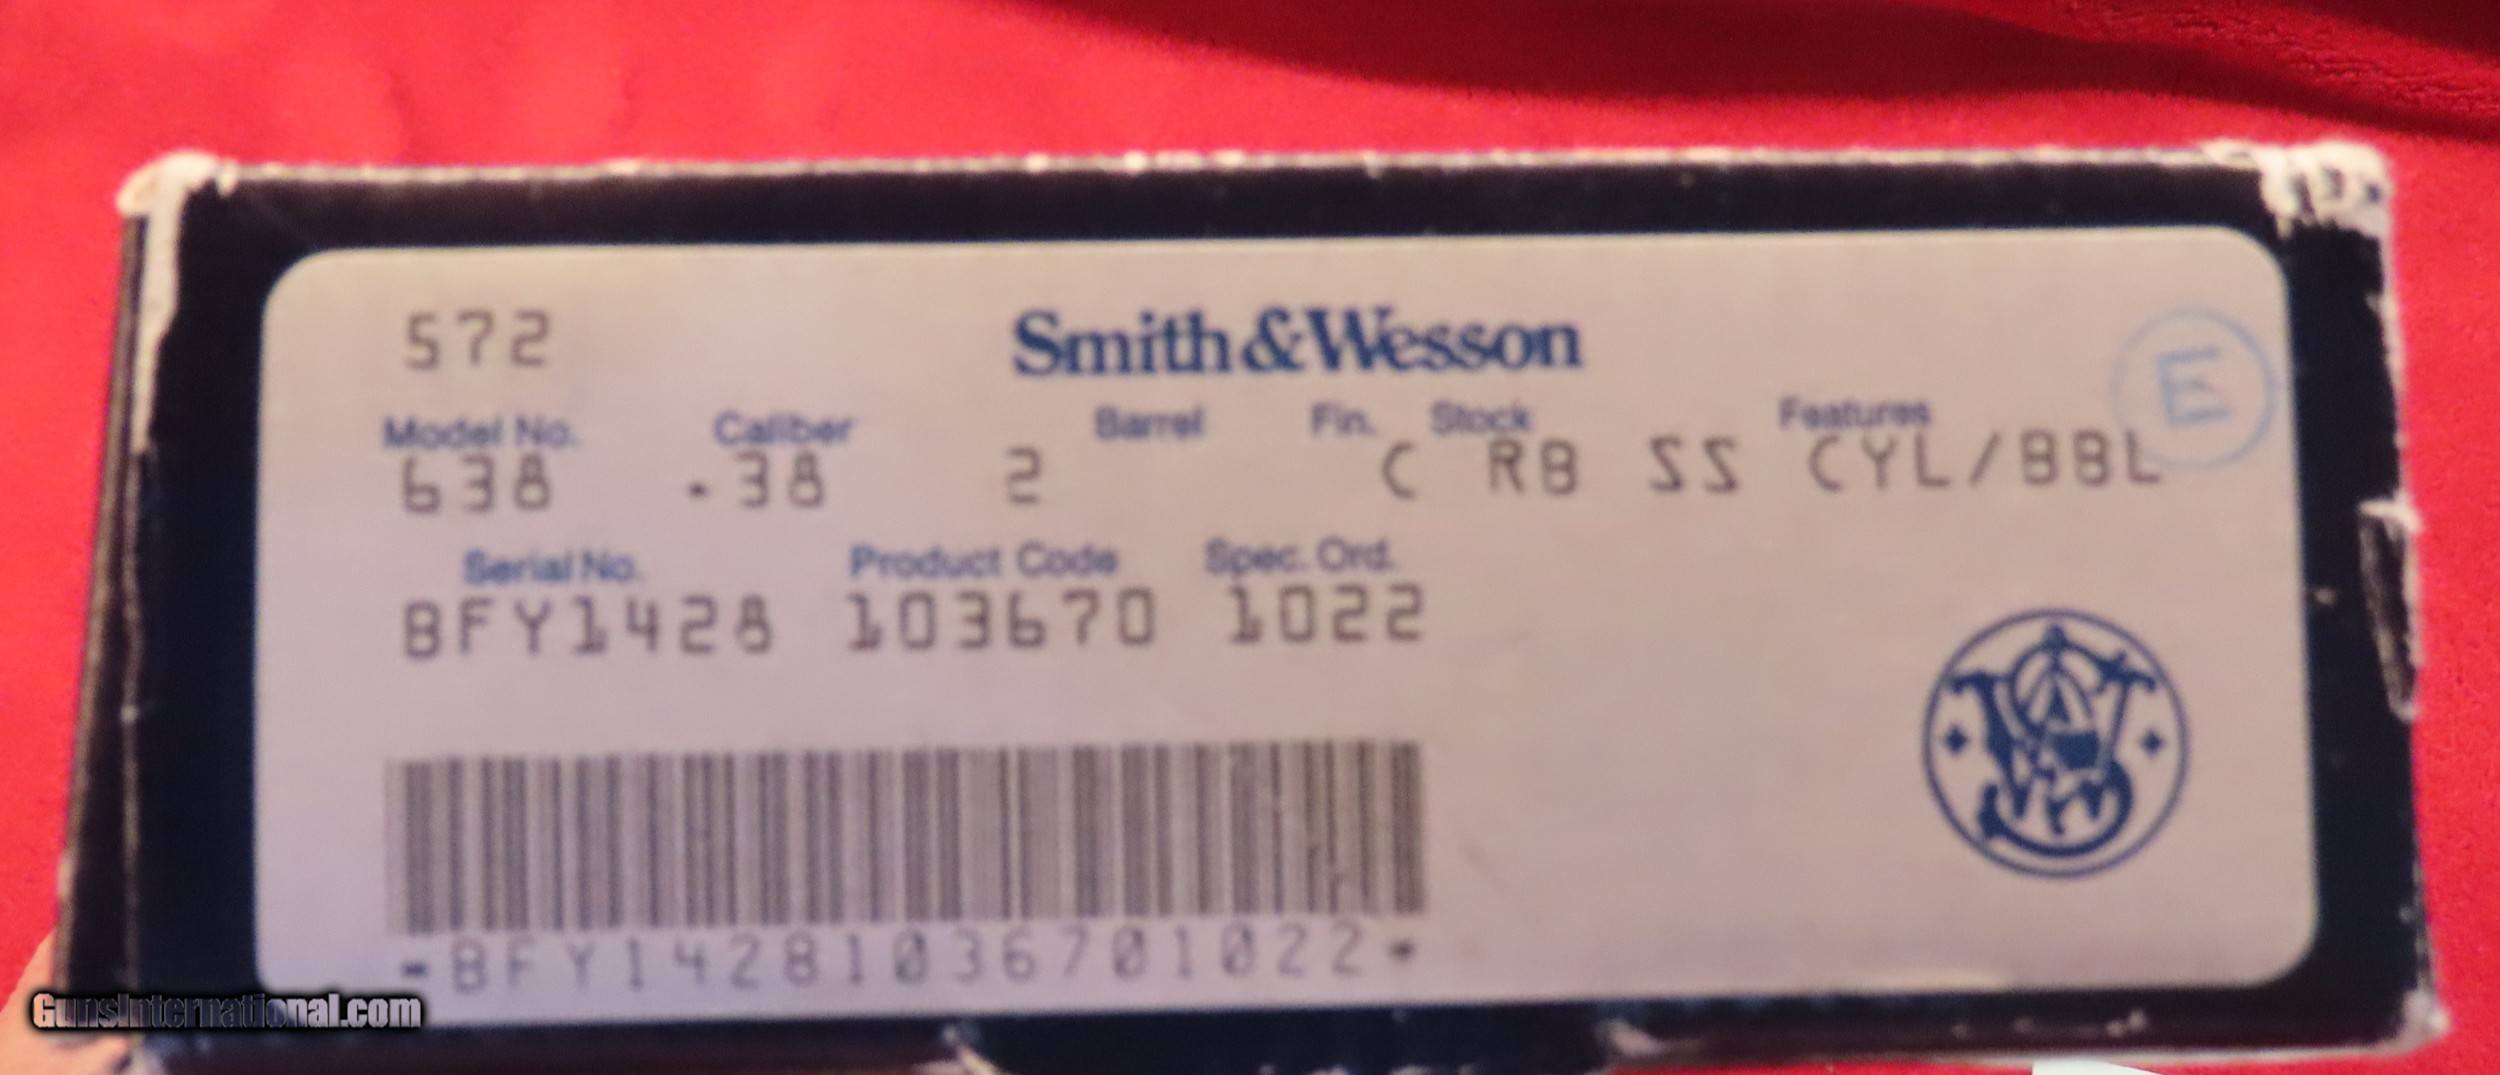 572
Smith & Wesson
E
Model No. Caliber Barrel Fin. Stock Features
638 .38 2 C RB SS CYL/BBL
Serial No. Product Code Spec. Ord.
BFY1428 103670 1022
*BFY14281036701022*
GunsInternational.com